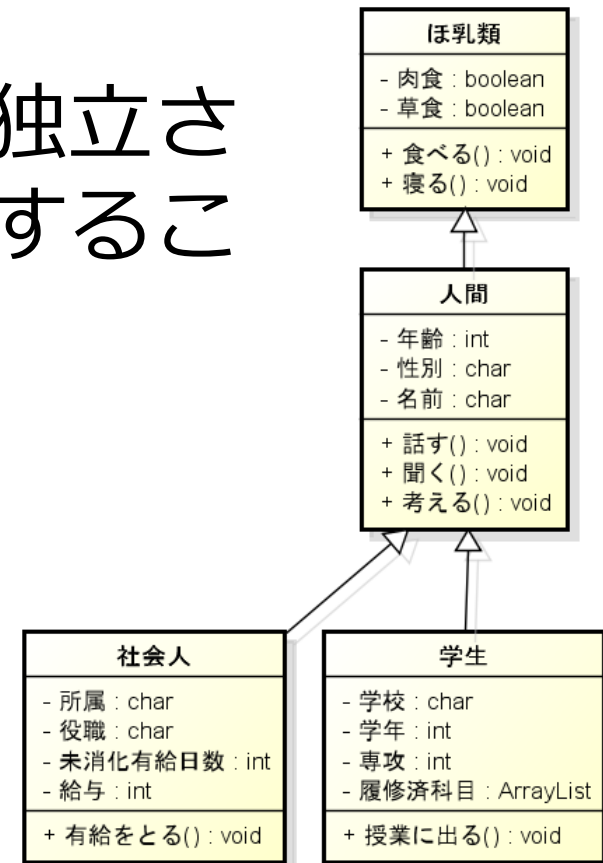 独立さ
するこ
ほ乳類
- 肉食 : boolean
- 草食 : boolean
+ 食べる() : void
+ 寝る() : void
人間
- 年齢 : int
- 性別 : char
- 名前 : char
+ 話す() : void
+ 聞く() : void
+ 考える() : void
社会人
- 所属 : char
- 役職 : char
- 未消化有給日数 : int
- 給与 : int
+ 有給をとる() : void
学生
- 学校 : char
- 学年 : int
- 専攻 : int
- 履修済科目 : ArrayList
+ 授業に出る() : void